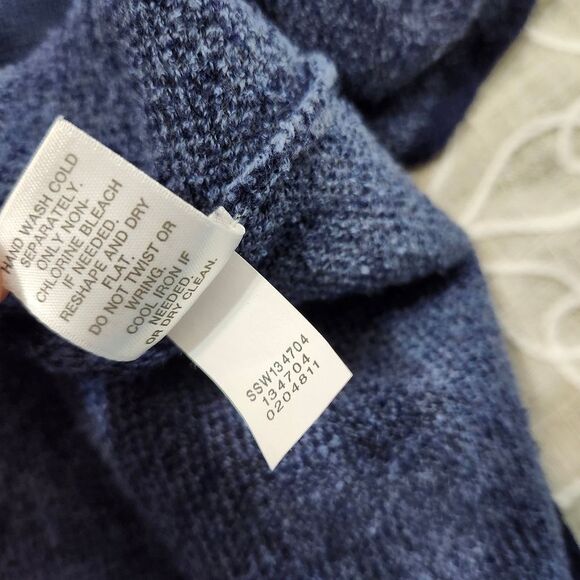 HAND WASH COLD
SEPARATELY.
ONLY NON-
CHLORINE BLEACH
IF NEEDED.
RESHAPE AND DRY
FLAT.
DO NOT TWIST OR
WRING.
COOL IRON IF
NEEDED.
OR DRY CLEAN.
SSW134704
134704
0204811